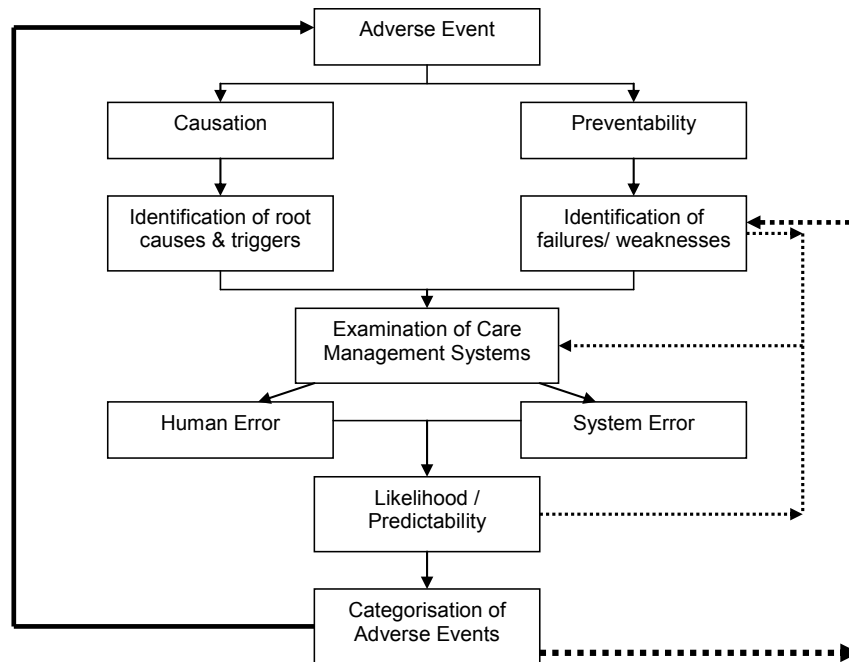 Adverse Event
Causation
Preventability
Identification of root
causes & triggers
Identification of
failures/ weaknesses
Examination of Care
Management Systems
Human Error
System Error
Likelihood /
Predictability
Categorisation of
Adverse Events